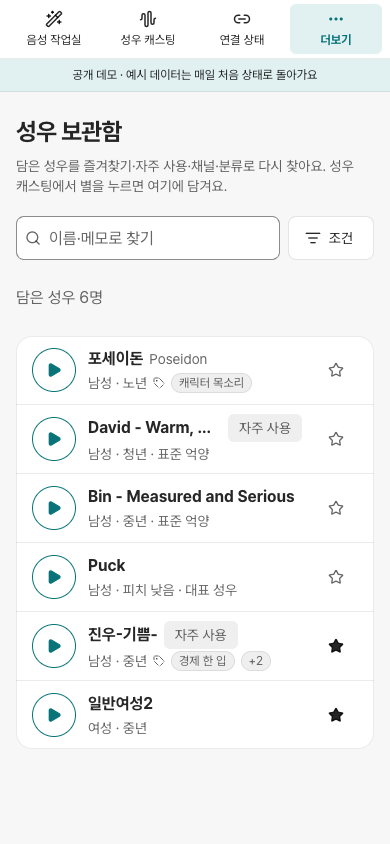 음성 작업실
성우 캐스팅
연결 상태
더보기
공개 데모 · 예시 데이터는 매일 처음 상태로 돌아가요
성우 보관함
담은 성우를 즐겨찾기·자주 사용·채널·분류로 다시 찾아요. 성우
캐스팅에서 별을 누르면 여기에 담겨요.
이름·메모로 찾기
조건
담은 성우 6명
포세이돈 Poseidon
남성 · 노년 캐릭터 목소리
David - Warm, ... 자주 사용
남성 · 청년 · 표준 억양
Bin - Measured and Serious
남성 · 중년 · 표준 억양
Puck
남성 · 피치 낮음 · 대표 성우
진우-기쁨- 자주 사용
남성 · 중년 경제 한 입 +2
일반여성2
여성 · 중년